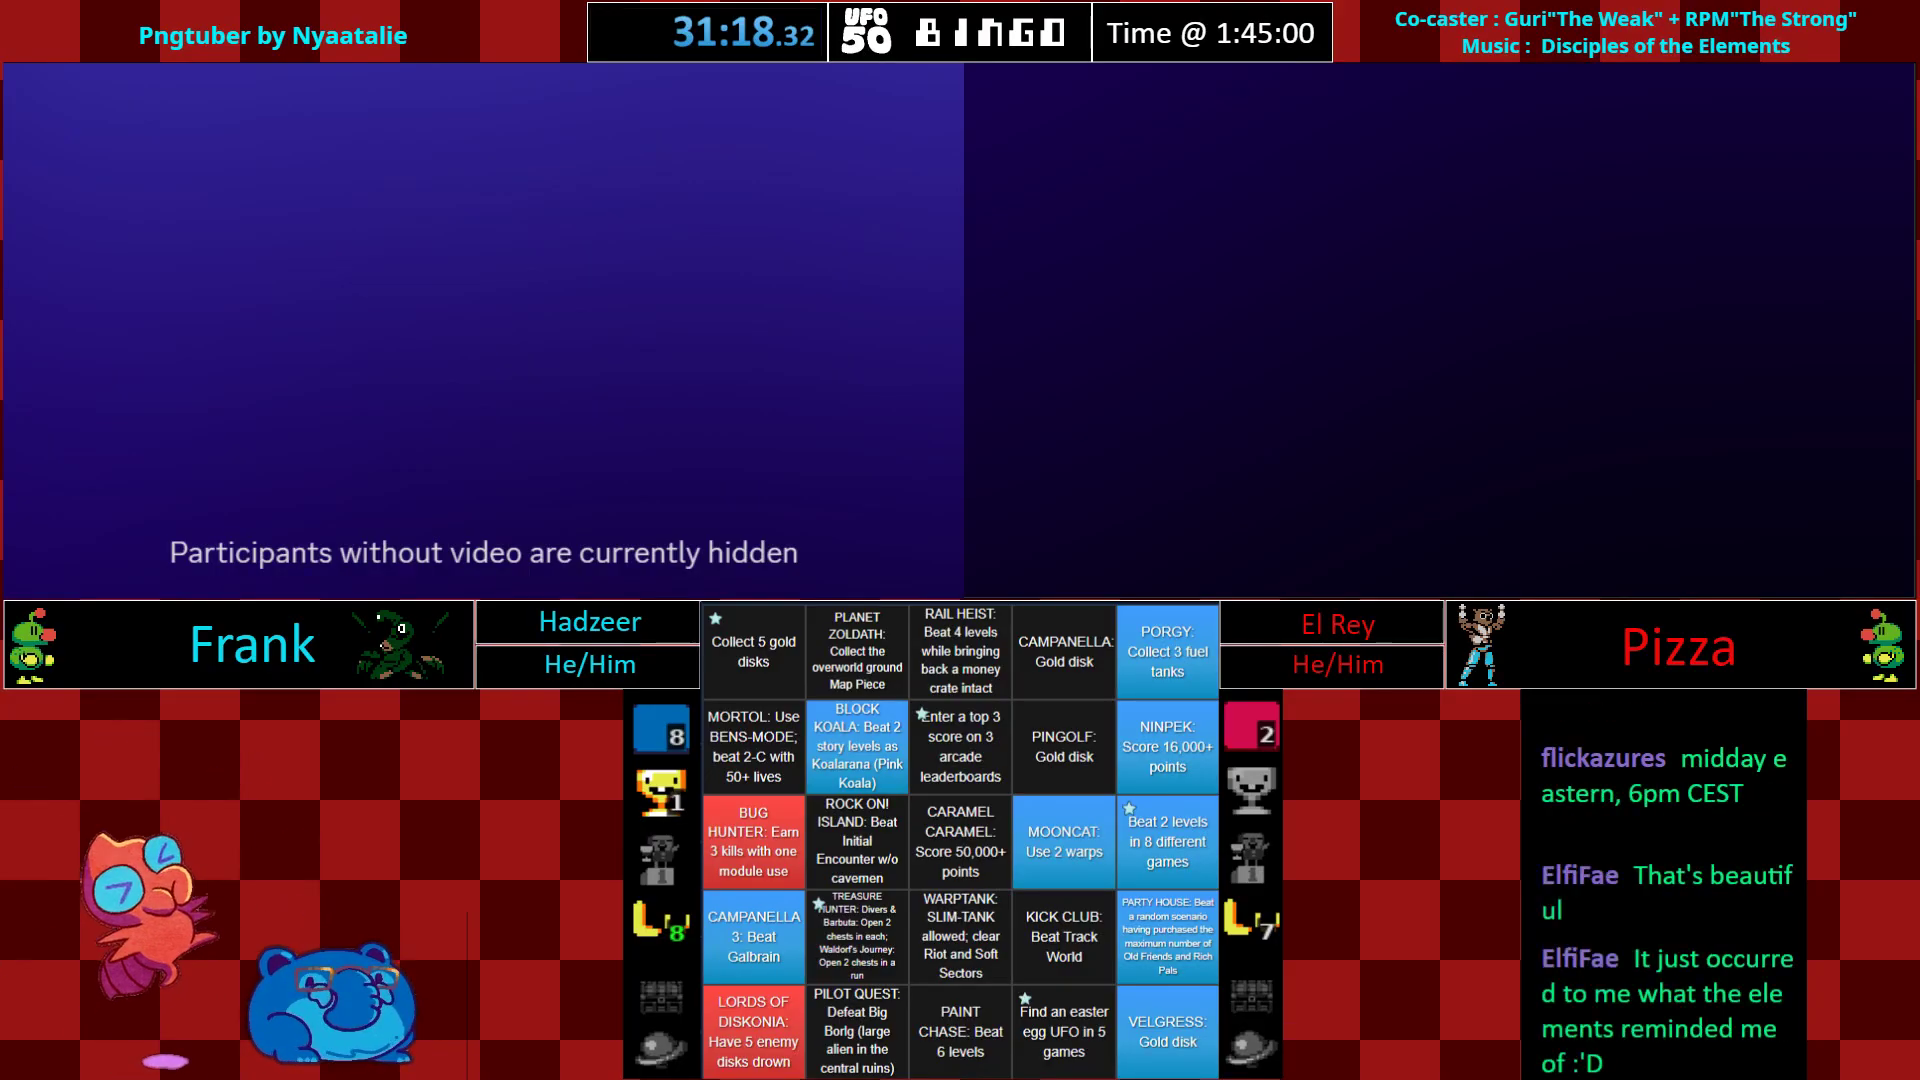 Pngtuber by Nyaatalie
31:18.32
UFO 50
BINGO
Time @ 1:45:00
Co-caster : Guri"The Weak" + RPM"The Strong"
Music : Disciples of the Elements
Participants without video are currently hidden
Frank
Hadzeer
He/Him
El Rey
He/Him
Pizza
Collect 5 gold
disks
PLANET
ZOLDATH:
Collect the
overworld ground
Map Piece
RAIL HEIST:
Beat 4 levels
while bringing
back a money
crate intact
CAMPANELLA:
Gold disk
PORGY:
Collect 3 fuel
tanks
MORTOL: Use
BENS-MODE;
beat 2-C with
50+ lives
BLOCK
KOALA: Beat 2
story levels as
Koalarana (Pink
Koala)
Enter a top 3
score on 3
arcade
leaderboards
PINGOLF:
Gold disk
NINPEK:
Score 16,000+
points
BUG
HUNTER: Earn
3 kills with one
module use
ROCK ON!
ISLAND: Beat
Initial
Encounter w/o
cavemen
CARAMEL
CARAMEL:
Score 50,000+
points
MOONCAT:
Use 2 warps
Beat 2 levels
in 8 different
games
CAMPANELLA
3: Beat
Galbrain
TREASURE
HUNTER: Divers &
Barbuta: Open 2
chests in each;
Waldorf's Journey:
Open 2 chests in a
run
WARPTANK:
SLIM-TANK
allowed; clear
Riot and Soft
Sectors
KICK CLUB:
Beat Track
World
PARTY HOUSE: Beat
a random scenario
having purchased the
maximum number of
Old Friends and Rich
Pals
LORDS OF
DISKONIA:
Have 5 enemy
disks drown
PILOT QUEST:
Defeat Big
Borlg (large
alien in the
central ruins)
PAINT
CHASE: Beat
6 levels
Find an easter
egg UFO in 5
games
VELGRESS:
Gold disk
8
1
1
8
2
1
7
flickazures midday e
astern, 6pm CEST
ElfiFae That's beautif
ul
ElfiFae It just occurre
d to me what the ele
ments reminded me
of :'D